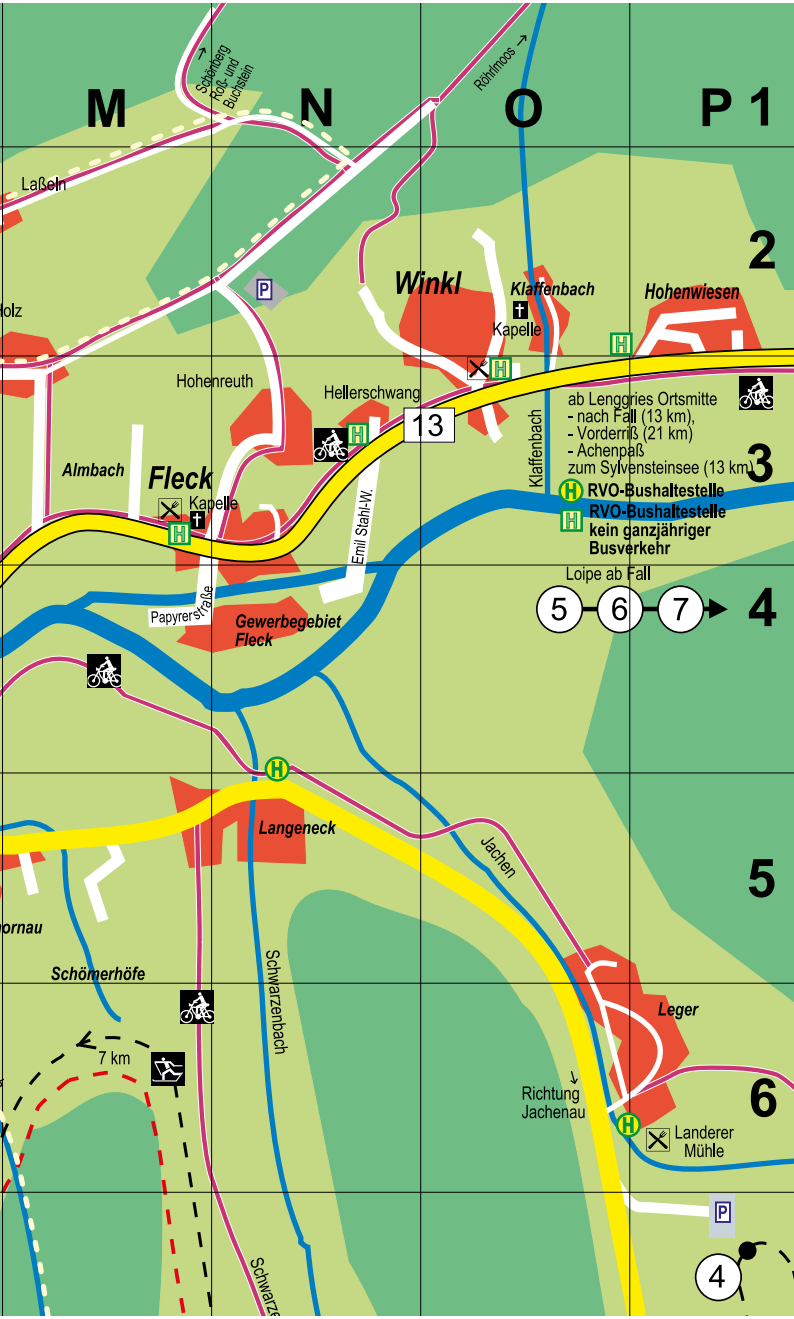 M
N
O
P 1
Schönberg
Roß- und
Buchstein
Röhrlmoos
Laßeln
2
P
Winkl
Klaffenbach
Hohenwiesen
Kapelle
Holz
H
H
Hohenreuth
Hellerschwang
13
H
Klaffenbach
ab Lenggries Ortsmitte
- nach Fall (13 km),
- Vorderriß (21 km)
- Achenpaß
zum Sylvensteinsee (13 km)
3
H RVO-Bushaltestelle
H RVO-Bushaltestelle
kein ganzjähriger
Busverkehr
Almbach
Fleck
Kapelle
H
Emil Stahl-W.
Loipe ab Fall
5 6 7
4
Papyrerstraße
Gewerbegebiet
Fleck
H
Langeneck
Jachen
5
ornau
Schömerhöfe
Schwarzenbach
Leger
7 km
Richtung
Jachenau
6
H
Landerer
Mühle
P
Schwarze
4